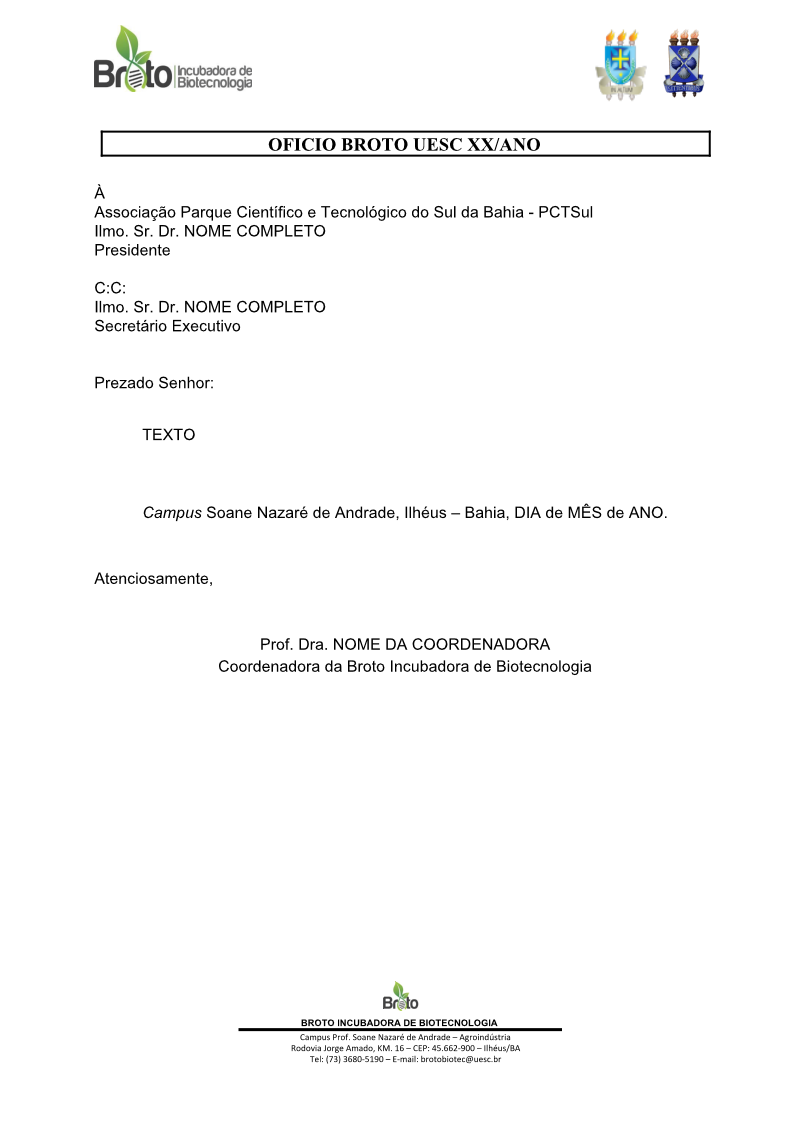 Broto Incubadora de
Biotecnologia
OFICIO BROTO UESC XX/ANO
À
Associação Parque Científico e Tecnológico do Sul da Bahia - PCTSul
Ilmo. Sr. Dr. NOME COMPLETO
Presidente
C:C:
Ilmo. Sr. Dr. NOME COMPLETO
Secretário Executivo
Prezado Senhor:
TEXTO
Campus Soane Nazaré de Andrade, Ilhéus – Bahia, DIA de MÊS de ANO.
Atenciosamente,
Prof. Dra. NOME DA COORDENADORA
Coordenadora da Broto Incubadora de Biotecnologia
Broto
BROTO INCUBADORA DE BIOTECNOLOGIA
Campus Prof. Soane Nazaré de Andrade – Agroindústria
Rodovia Jorge Amado, KM. 16 – CEP: 45.662-900 – Ilhéus/BA
Tel: (73) 3680-5190 – E-mail: brotobiotec@uesc.br